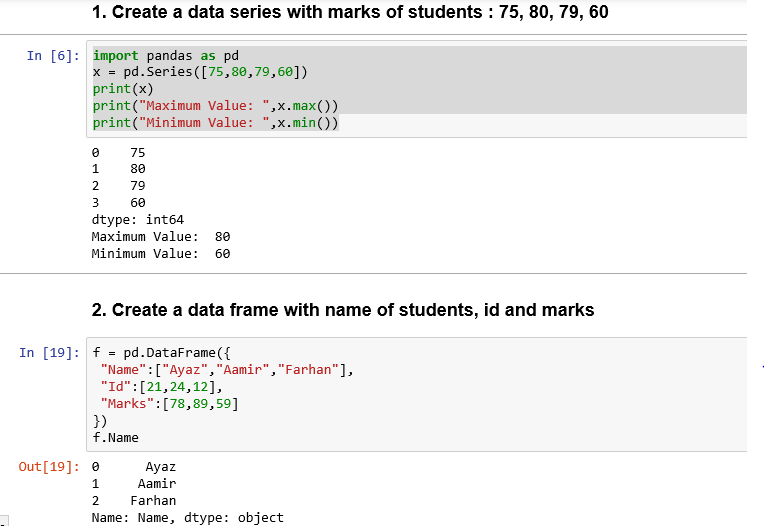 1. Create a data series with marks of students : 75, 80, 79, 60
In [6]: import pandas as pd
x = pd.Series([75,80,79,60])
print(x)
print("Maximum Value: ",x.max())
print("Minimum Value: ",x.min())
0    75
1    80
2    79
3    60
dtype: int64
Maximum Value:  80
Minimum Value:  60
2. Create a data frame with name of students, id and marks
In [19]: f = pd.DataFrame({
"Name":["Ayaz","Aamir","Farhan"],
"Id":[21,24,12],
"Marks":[78,89,59]
})
f.Name
Out[19]: 0      Ayaz
1     Aamir
2    Farhan
Name: Name, dtype: object